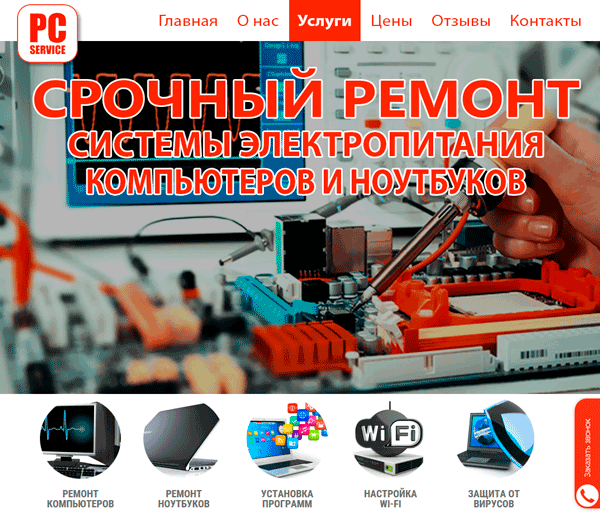 PC
SERVICE
Главная О нас Услуги Цены Отзывы Контакты
СРОЧНЫЙ РЕМОНТ
СИСТЕМЫ ЭЛЕКТРОПИТАНИЯ
КОМПЬЮТЕРОВ И НОУТБУКОВ
Wi Fi
РЕМОНТ
КОМПЬЮТЕРОВ
РЕМОНТ
НОУТБУКОВ
УСТАНОВКА
ПРОГРАММ
НАСТРОЙКА
WI-FI
ЗАЩИТА ОТ
ВИРУСОВ
Заказать звонок